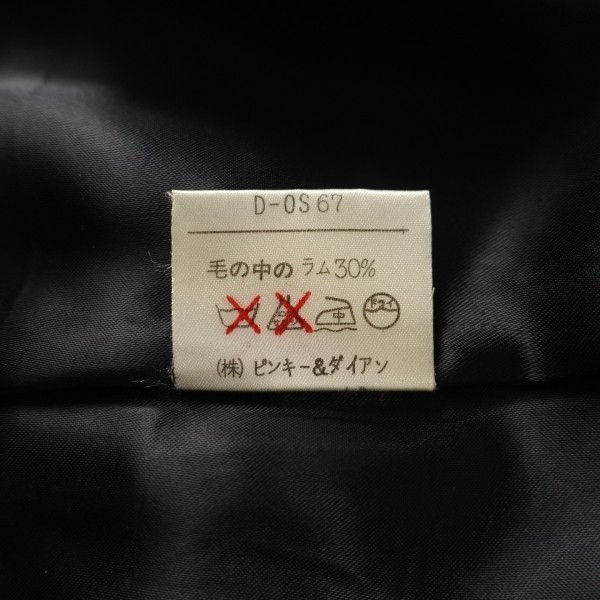 D-OS67
毛の中の ラム30%
中 ドライ
(株) ピンキー&ダイアン